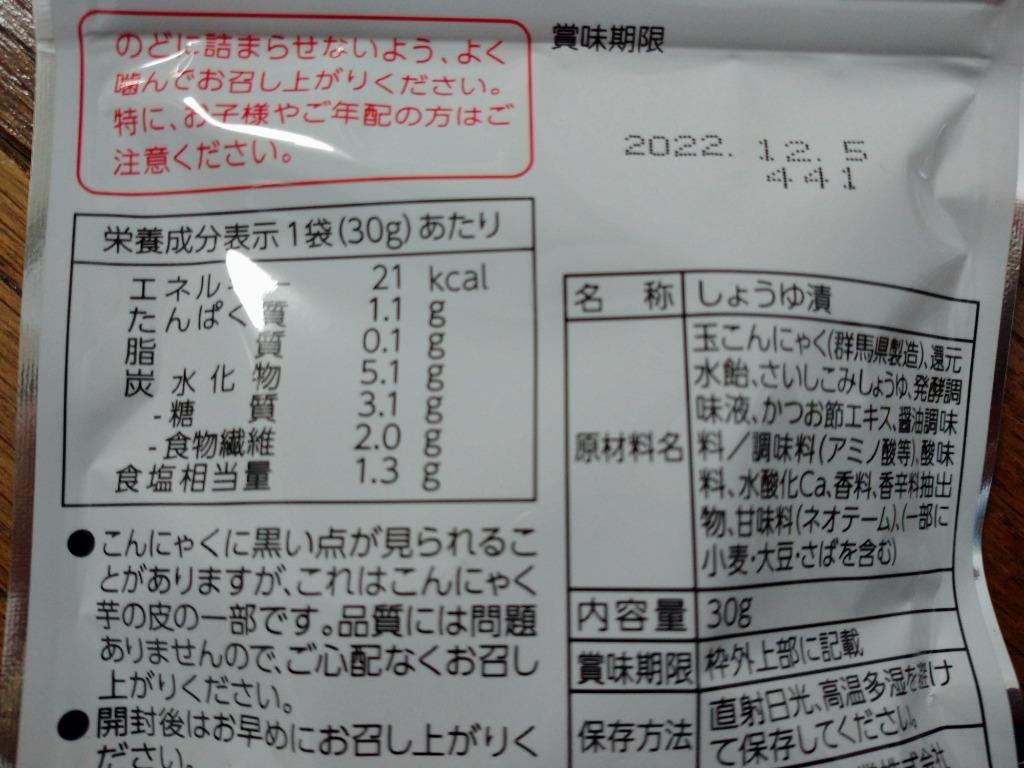 のどに詰まらせないよう、よく
噛んでお召し上がりください。
特に、お子様やご年配の方はご
注意ください。
賞味期限
2022. 12. 5
441
栄養成分表示1袋(30g)あたり
エネルギー 21 kcal
たんぱく質 1.1 g
脂質 0.1 g
炭水化物 5.1 g
-糖質 3.1 g
-食物繊維 2.0 g
食塩相当量 1.3 g
●こんにゃくに黒い点が見られるこ
とがありますが、これはこんにゃく
芋の皮の一部です。品質には問題
ありませんので、ご心配なくお召し
上がりください。
●開封後はお早めにお召し上がりく
ださい。
名称 しょうゆ漬
原材料名
玉こんにゃく(群馬県製造)、還元
水飴、さいしこみしょうゆ、発酵調
味液、かつお節エキス、醤油調味
料/調味料(アミノ酸等)、酸味
料、水酸化Ca、香料、香辛料抽出
物、甘味料(ネオテーム)、(一部に
小麦・大豆・さばを含む)
内容量 30g
賞味期限 枠外上部に記載
保存方法
直射日光、高温多湿を避け
て保存してください。